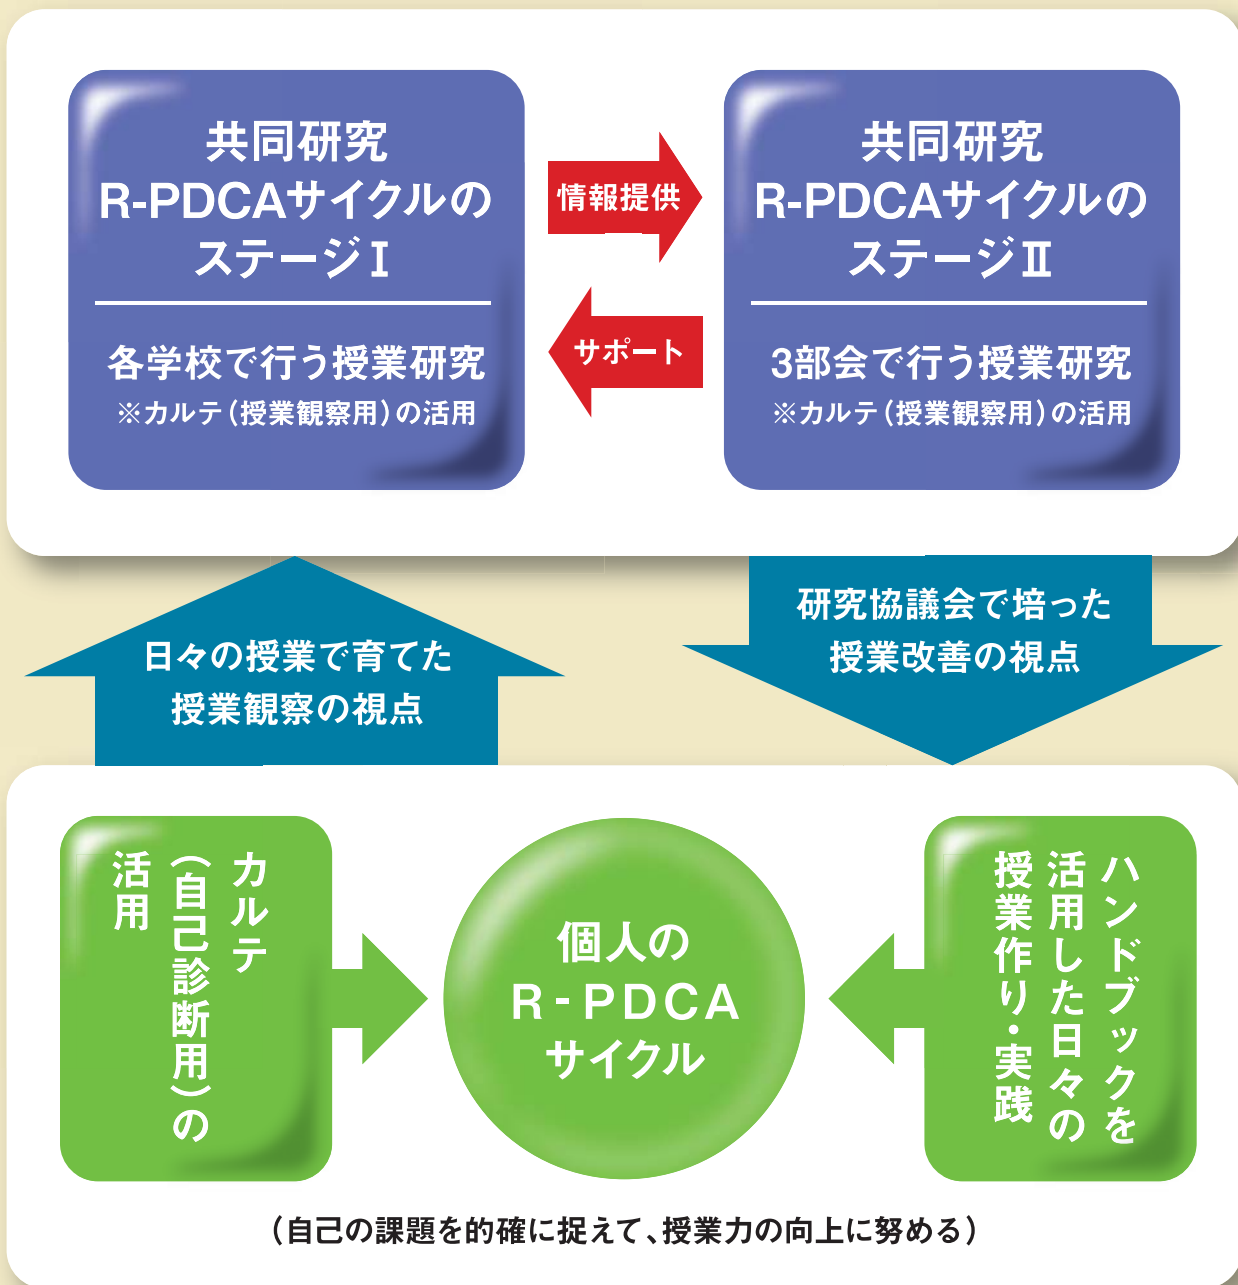 共同研究
R-PDCAサイクルの
ステージⅠ
各学校で行う授業研究
※カルテ（授業観察用）の活用
情報提供
サポート
共同研究
R-PDCAサイクルの
ステージⅡ
3部会で行う授業研究
※カルテ（授業観察用）の活用
日々の授業で育てた
授業観察の視点
研究協議会で培った
授業改善の視点
カルテ
（自己診断用）の
活用
個人の
R-PDCA
サイクル
ハンドブックを
活用した日々の
授業作り・実践
（自己の課題を的確に捉えて、授業力の向上に努める）